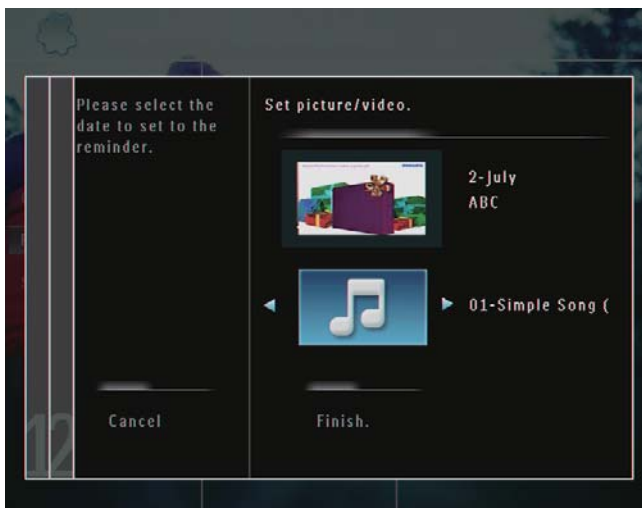 Please select the
date to set to the
reminder.
Cancel
Set picture/video.
2-July
ABC
01-Simple Song (
Finish.
12